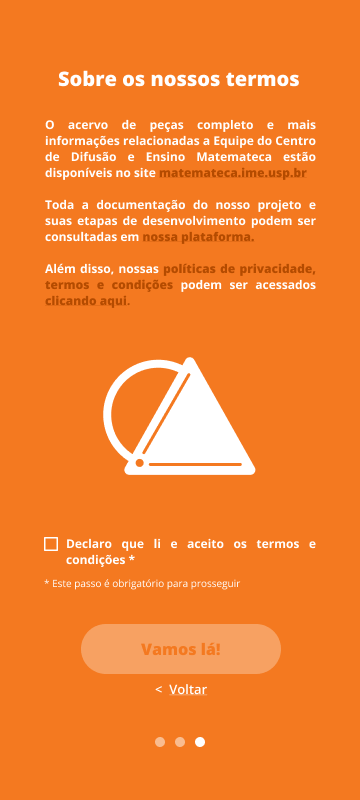 Sobre os nossos termos
O acervo de peças completo e mais
informações relacionadas a Equipe do Centro
de Difusão e Ensino Matemateca estão
disponíveis no site matemateca.ime.usp.br
Toda a documentação do nosso projeto e
suas etapas de desenvolvimento podem ser
consultadas em nossa plataforma.
Além disso, nossas políticas de privacidade,
termos e condições podem ser acessados
clicando aqui.
Declaro que li e aceito os termos e
condições *
* Este passo é obrigatório para prosseguir
Vamos lá!
< Voltar